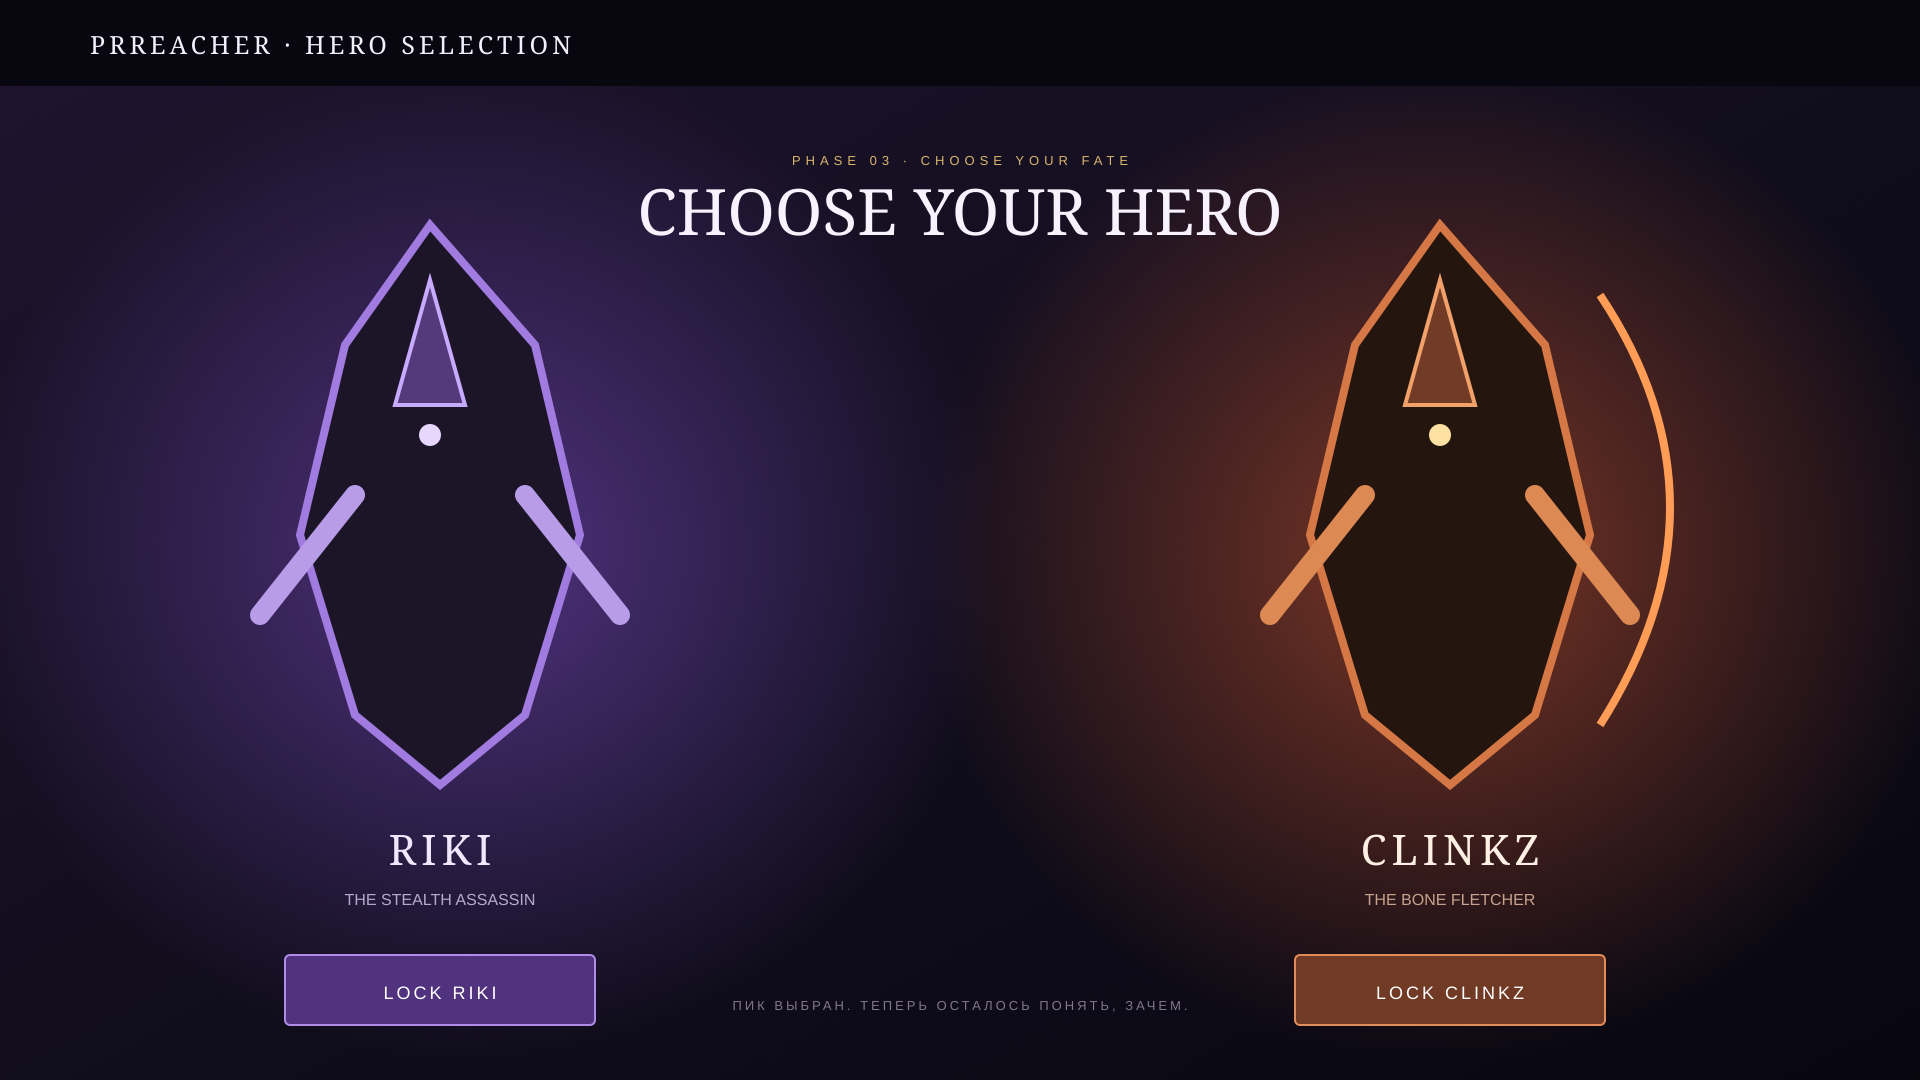 PRREACHER · HERO SELECTION
PHASE 03 · CHOOSE YOUR FATE
CHOOSE YOUR HERO
RIKI
THE STEALTH ASSASSIN
LOCK RIKI
CLINKZ
THE BONE FLETCHER
LOCK CLINKZ
ПИК ВЫБРАН. ТЕПЕРЬ ОСТАЛОСЬ ПОНЯТЬ, ЗАЧЕМ.